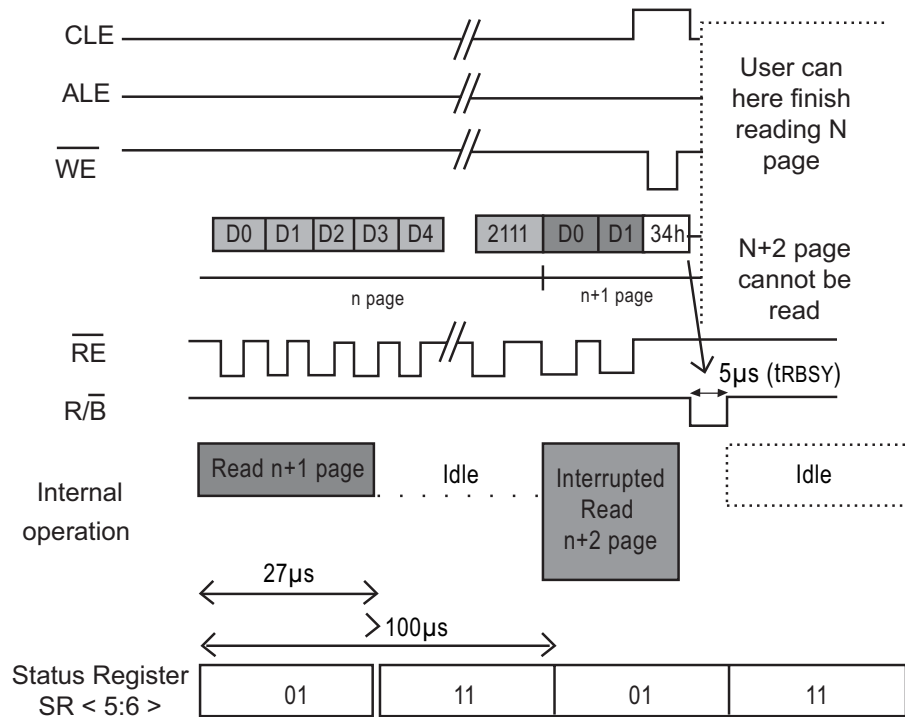 CLE
ALE
WE
User can
here finish
reading N
page
D0 D1 D2 D3 D4 2111 D0 D1 34h
n page n+1 page
N+2 page
cannot be
read
RE
5µs (tRBSY)
R/B
Internal
operation
Read n+1 page
Idle
Interrupted
Read
n+2 page
Idle
27µs
>100µs
Status Register
SR < 5:6 >
01 11 01 11